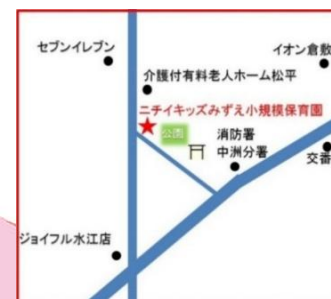 セブンイレブン
イオン倉敷
介護付有料老人ホーム松平
ニチイキッズみずえ小規模保育園
公園
消防署
中洲分署
交番
ジョイフル水江店